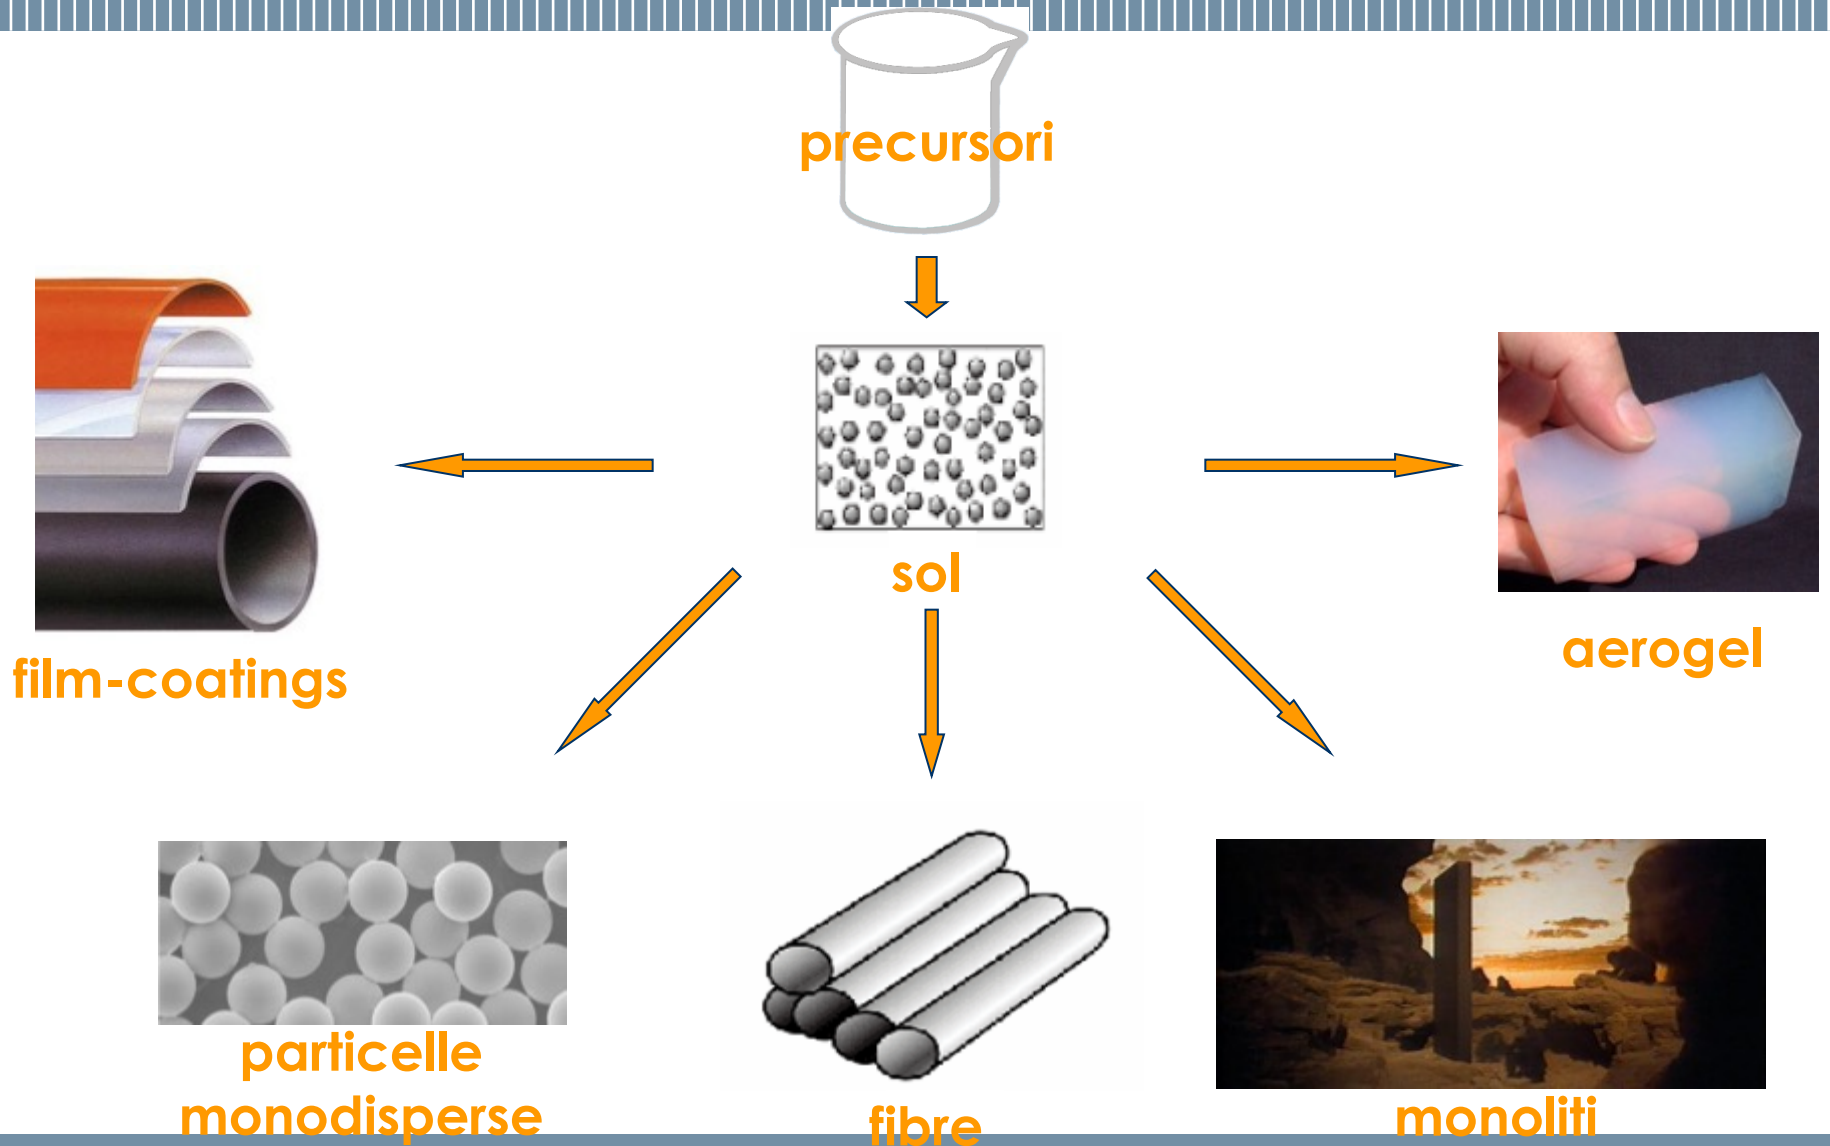 precursori
sol
film-coatings
aerogel
particelle
monodisperse
fibre
monoliti